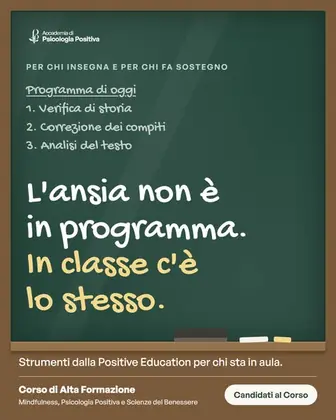 Accademia di
Psicologia Positiva
PER CHI INSEGNA E PER CHI FA SOSTEGNO
Programma di oggi
1. Verifica di storia
2. Correzione dei compiti
3. Analisi del testo
L'ansia non è
in programma.
In classe c'è
lo stesso.
Strumenti dalla Positive Education per chi sta in aula.
Corso di Alta Formazione
Mindfulness, Psicologia Positiva e Scienze del Benessere
Candidati al Corso